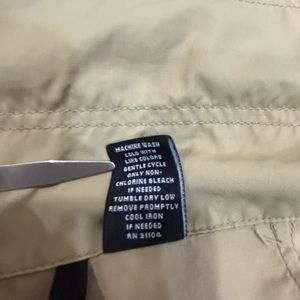 MACHINE WASH
COLD WITH
LIKE COLORS
GENTLE CYCLE
ONLY NON-
CHLORINE BLEACH
IF NEEDED
TUMBLE DRY LOW
REMOVE PROMPTLY
COOL IRON
IF NEEDED
RN 31104